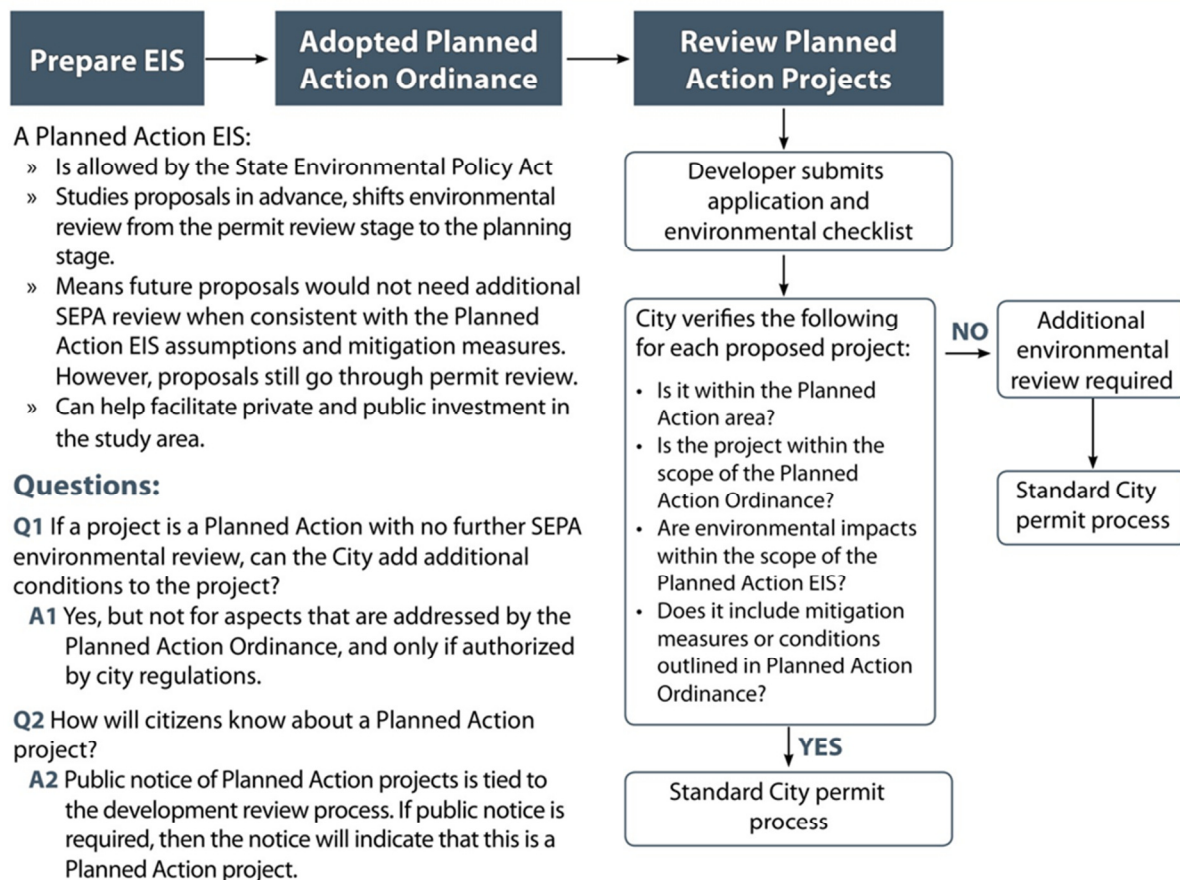 Prepare EIS
Adopted Planned
Action Ordinance
Review Planned
Action Projects
A Planned Action EIS:
» Is allowed by the State Environmental Policy Act
» Studies proposals in advance, shifts environmental
review from the permit review stage to the planning
stage.
» Means future proposals would not need additional
SEPA review when consistent with the Planned
Action EIS assumptions and mitigation measures.
However, proposals still go through permit review.
» Can help facilitate private and public investment in
the study area.
Questions:
Q1 If a project is a Planned Action with no further SEPA
environmental review, can the City add additional
conditions to the project?
A1 Yes, but not for aspects that are addressed by the
Planned Action Ordinance, and only if authorized
by city regulations.
Q2 How will citizens know about a Planned Action
project?
A2 Public notice of Planned Action projects is tied to
the development review process. If public notice is
required, then the notice will indicate that this is a
Planned Action project.
Developer submits
application and
environmental checklist
City verifies the following
for each proposed project:
• Is it within the Planned
Action area?
• Is the project within the
scope of the Planned
Action Ordinance?
• Are environmental impacts
within the scope of the
Planned Action EIS?
• Does it include mitigation
measures or conditions
outlined in Planned Action
Ordinance?
NO
Additional
environmental
review required
Standard City
permit process
YES
Standard City permit
process